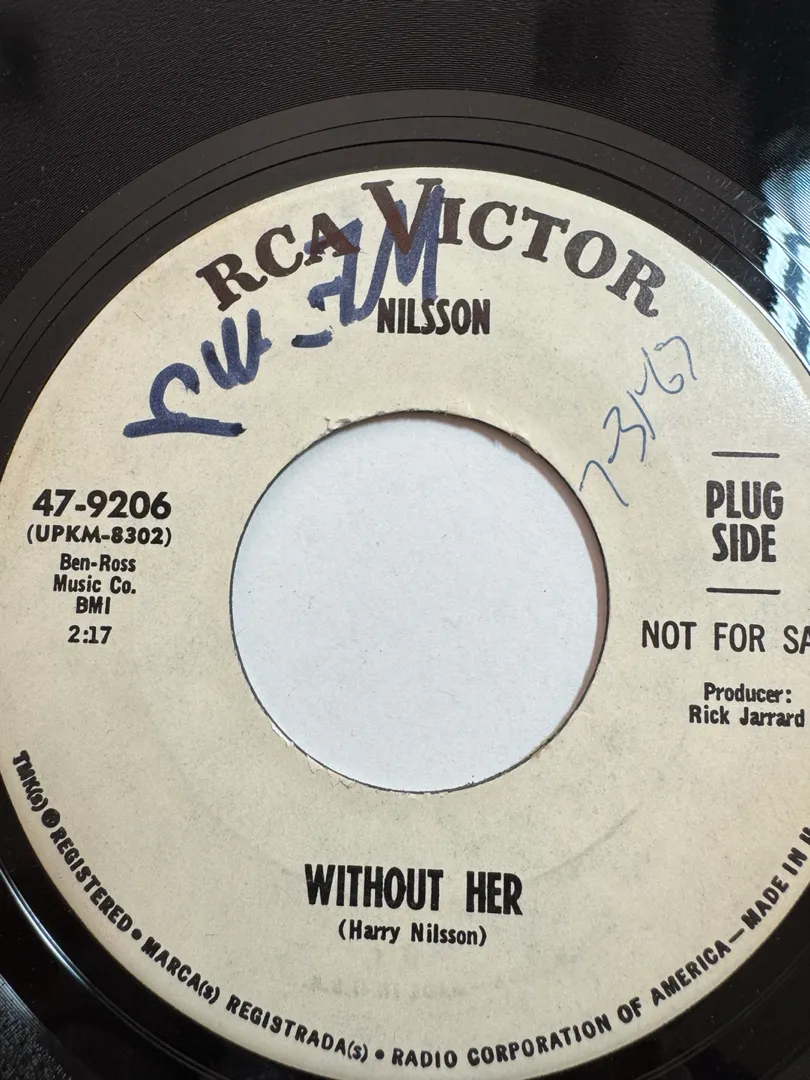 RCA VICTOR
NILSSON
7-31-67
47-9206
(UPKM-8302)
Ben-Ross
Music Co.
BMI
2:17
PLUG
SIDE
NOT FOR SA
Producer:
Rick Jarrard
WITHOUT HER
(Harry Nilsson)
TMK(s) ® REGISTERED • MARCA(s) REGISTRADA(s) • RADIO CORPORATION OF AMERICA—MADE IN U